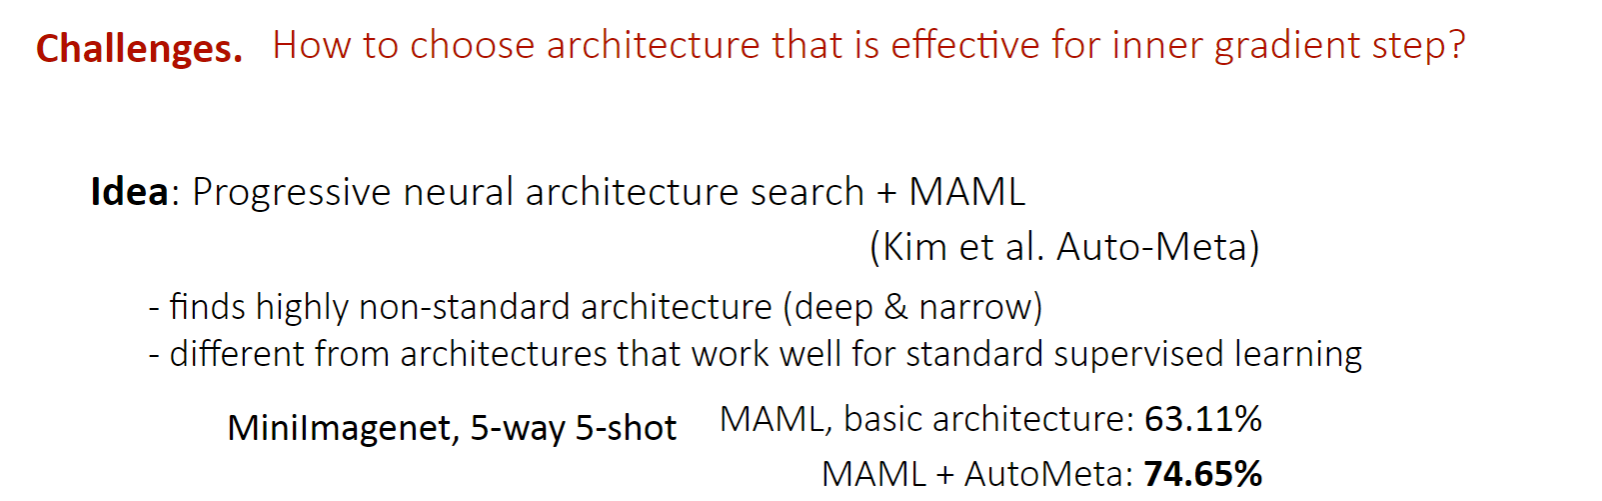 Challenges. How to choose architecture that is effective for inner gradient step?
Idea: Progressive neural architecture search + MAML
(Kim et al. Auto-Meta)
- finds highly non-standard architecture (deep & narrow)
- different from architectures that work well for standard supervised learning
MiniImagenet, 5-way 5-shot MAML, basic architecture: 63.11%
MAML + AutoMeta: 74.65%